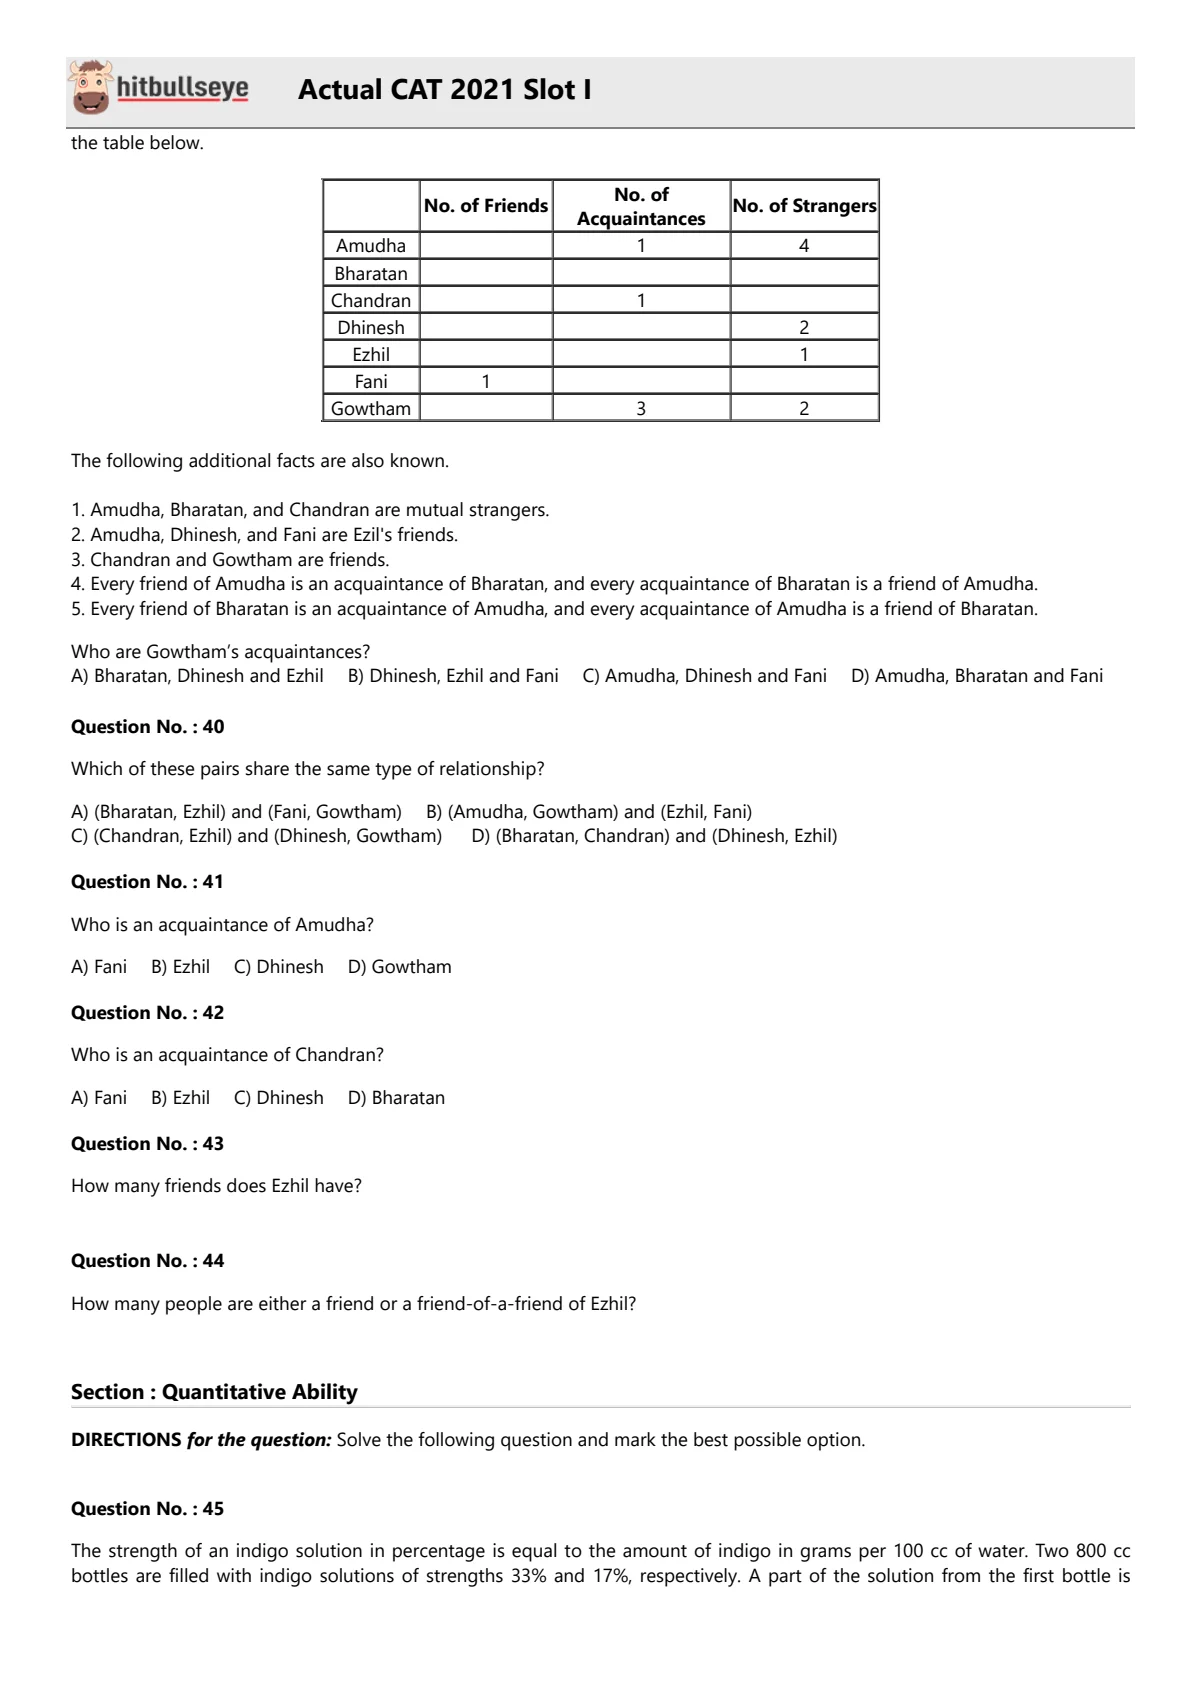 hitbullseye
Actual CAT 2021 Slot I
the table below.
No. of Friends No. of Acquaintances No. of Strangers
Amudha 1 4
Bharatan
Chandran 1
Dhinesh 2
Ezhil 1
Fani 1
Gowtham 3 2
The following additional facts are also known.
1. Amudha, Bharatan, and Chandran are mutual strangers.
2. Amudha, Dhinesh, and Fani are Ezil's friends.
3. Chandran and Gowtham are friends.
4. Every friend of Amudha is an acquaintance of Bharatan, and every acquaintance of Bharatan is a friend of Amudha.
5. Every friend of Bharatan is an acquaintance of Amudha, and every acquaintance of Amudha is a friend of Bharatan.
Who are Gowtham’s acquaintances?
A) Bharatan, Dhinesh and Ezhil B) Dhinesh, Ezhil and Fani C) Amudha, Dhinesh and Fani D) Amudha, Bharatan and Fani
Question No. : 40
Which of these pairs share the same type of relationship?
A) (Bharatan, Ezhil) and (Fani, Gowtham) B) (Amudha, Gowtham) and (Ezhil, Fani)
C) (Chandran, Ezhil) and (Dhinesh, Gowtham) D) (Bharatan, Chandran) and (Dhinesh, Ezhil)
Question No. : 41
Who is an acquaintance of Amudha?
A) Fani B) Ezhil C) Dhinesh D) Gowtham
Question No. : 42
Who is an acquaintance of Chandran?
A) Fani B) Ezhil C) Dhinesh D) Bharatan
Question No. : 43
How many friends does Ezhil have?
Question No. : 44
How many people are either a friend or a friend-of-a-friend of Ezhil?
Section : Quantitative Ability
DIRECTIONS for the question: Solve the following question and mark the best possible option.
Question No. : 45
The strength of an indigo solution in percentage is equal to the amount of indigo in grams per 100 cc of water. Two 800 cc
bottles are filled with indigo solutions of strengths 33% and 17%, respectively. A part of the solution from the first bottle is